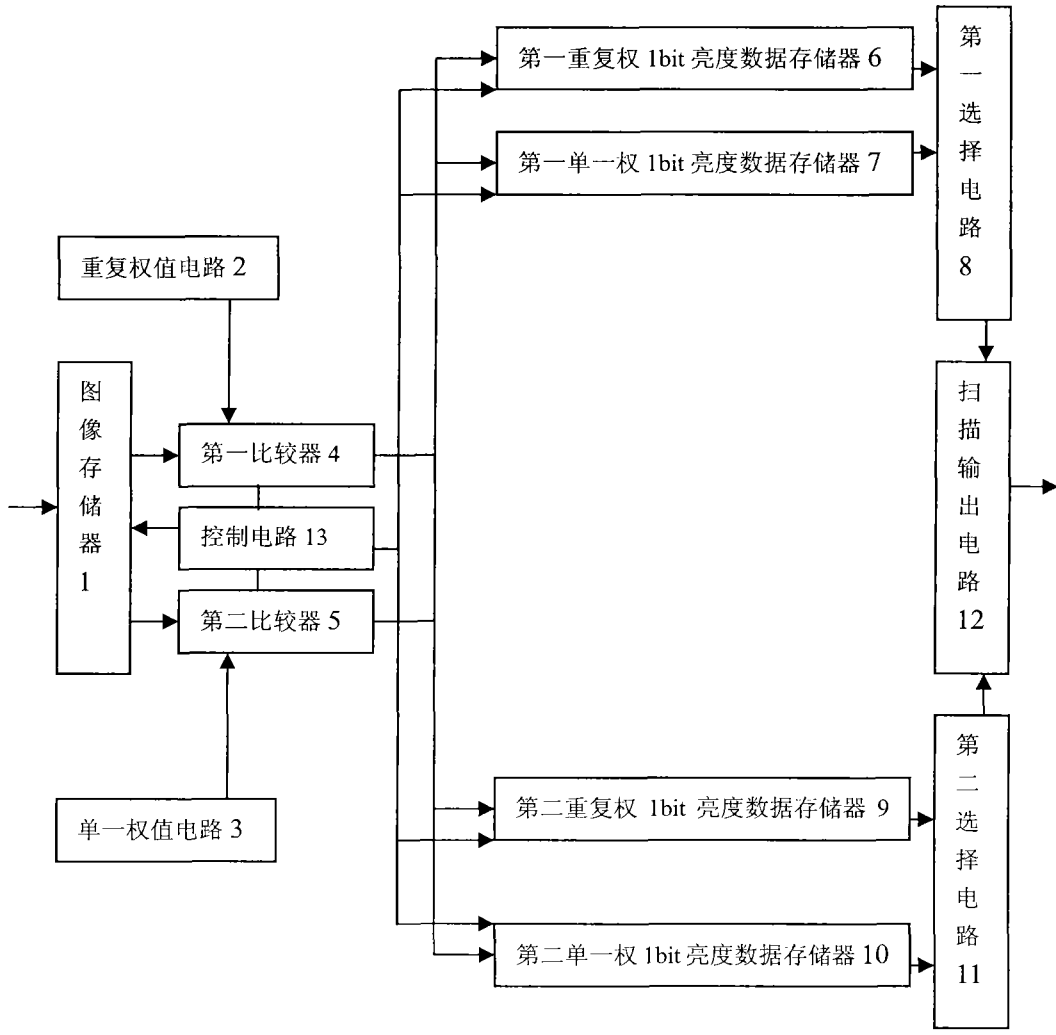 第一重复权 1bit 亮度数据存储器 6
第一单一权 1bit 亮度数据存储器 7
第一选择电路 8
重复权值电路 2
图像存储器 1
第一比较器 4
控制电路 13
第二比较器 5
扫描输出电路 12
单一权值电路 3
第二重复权 1bit 亮度数据存储器 9
第二单一权 1bit 亮度数据存储器 10
第二选择电路 11